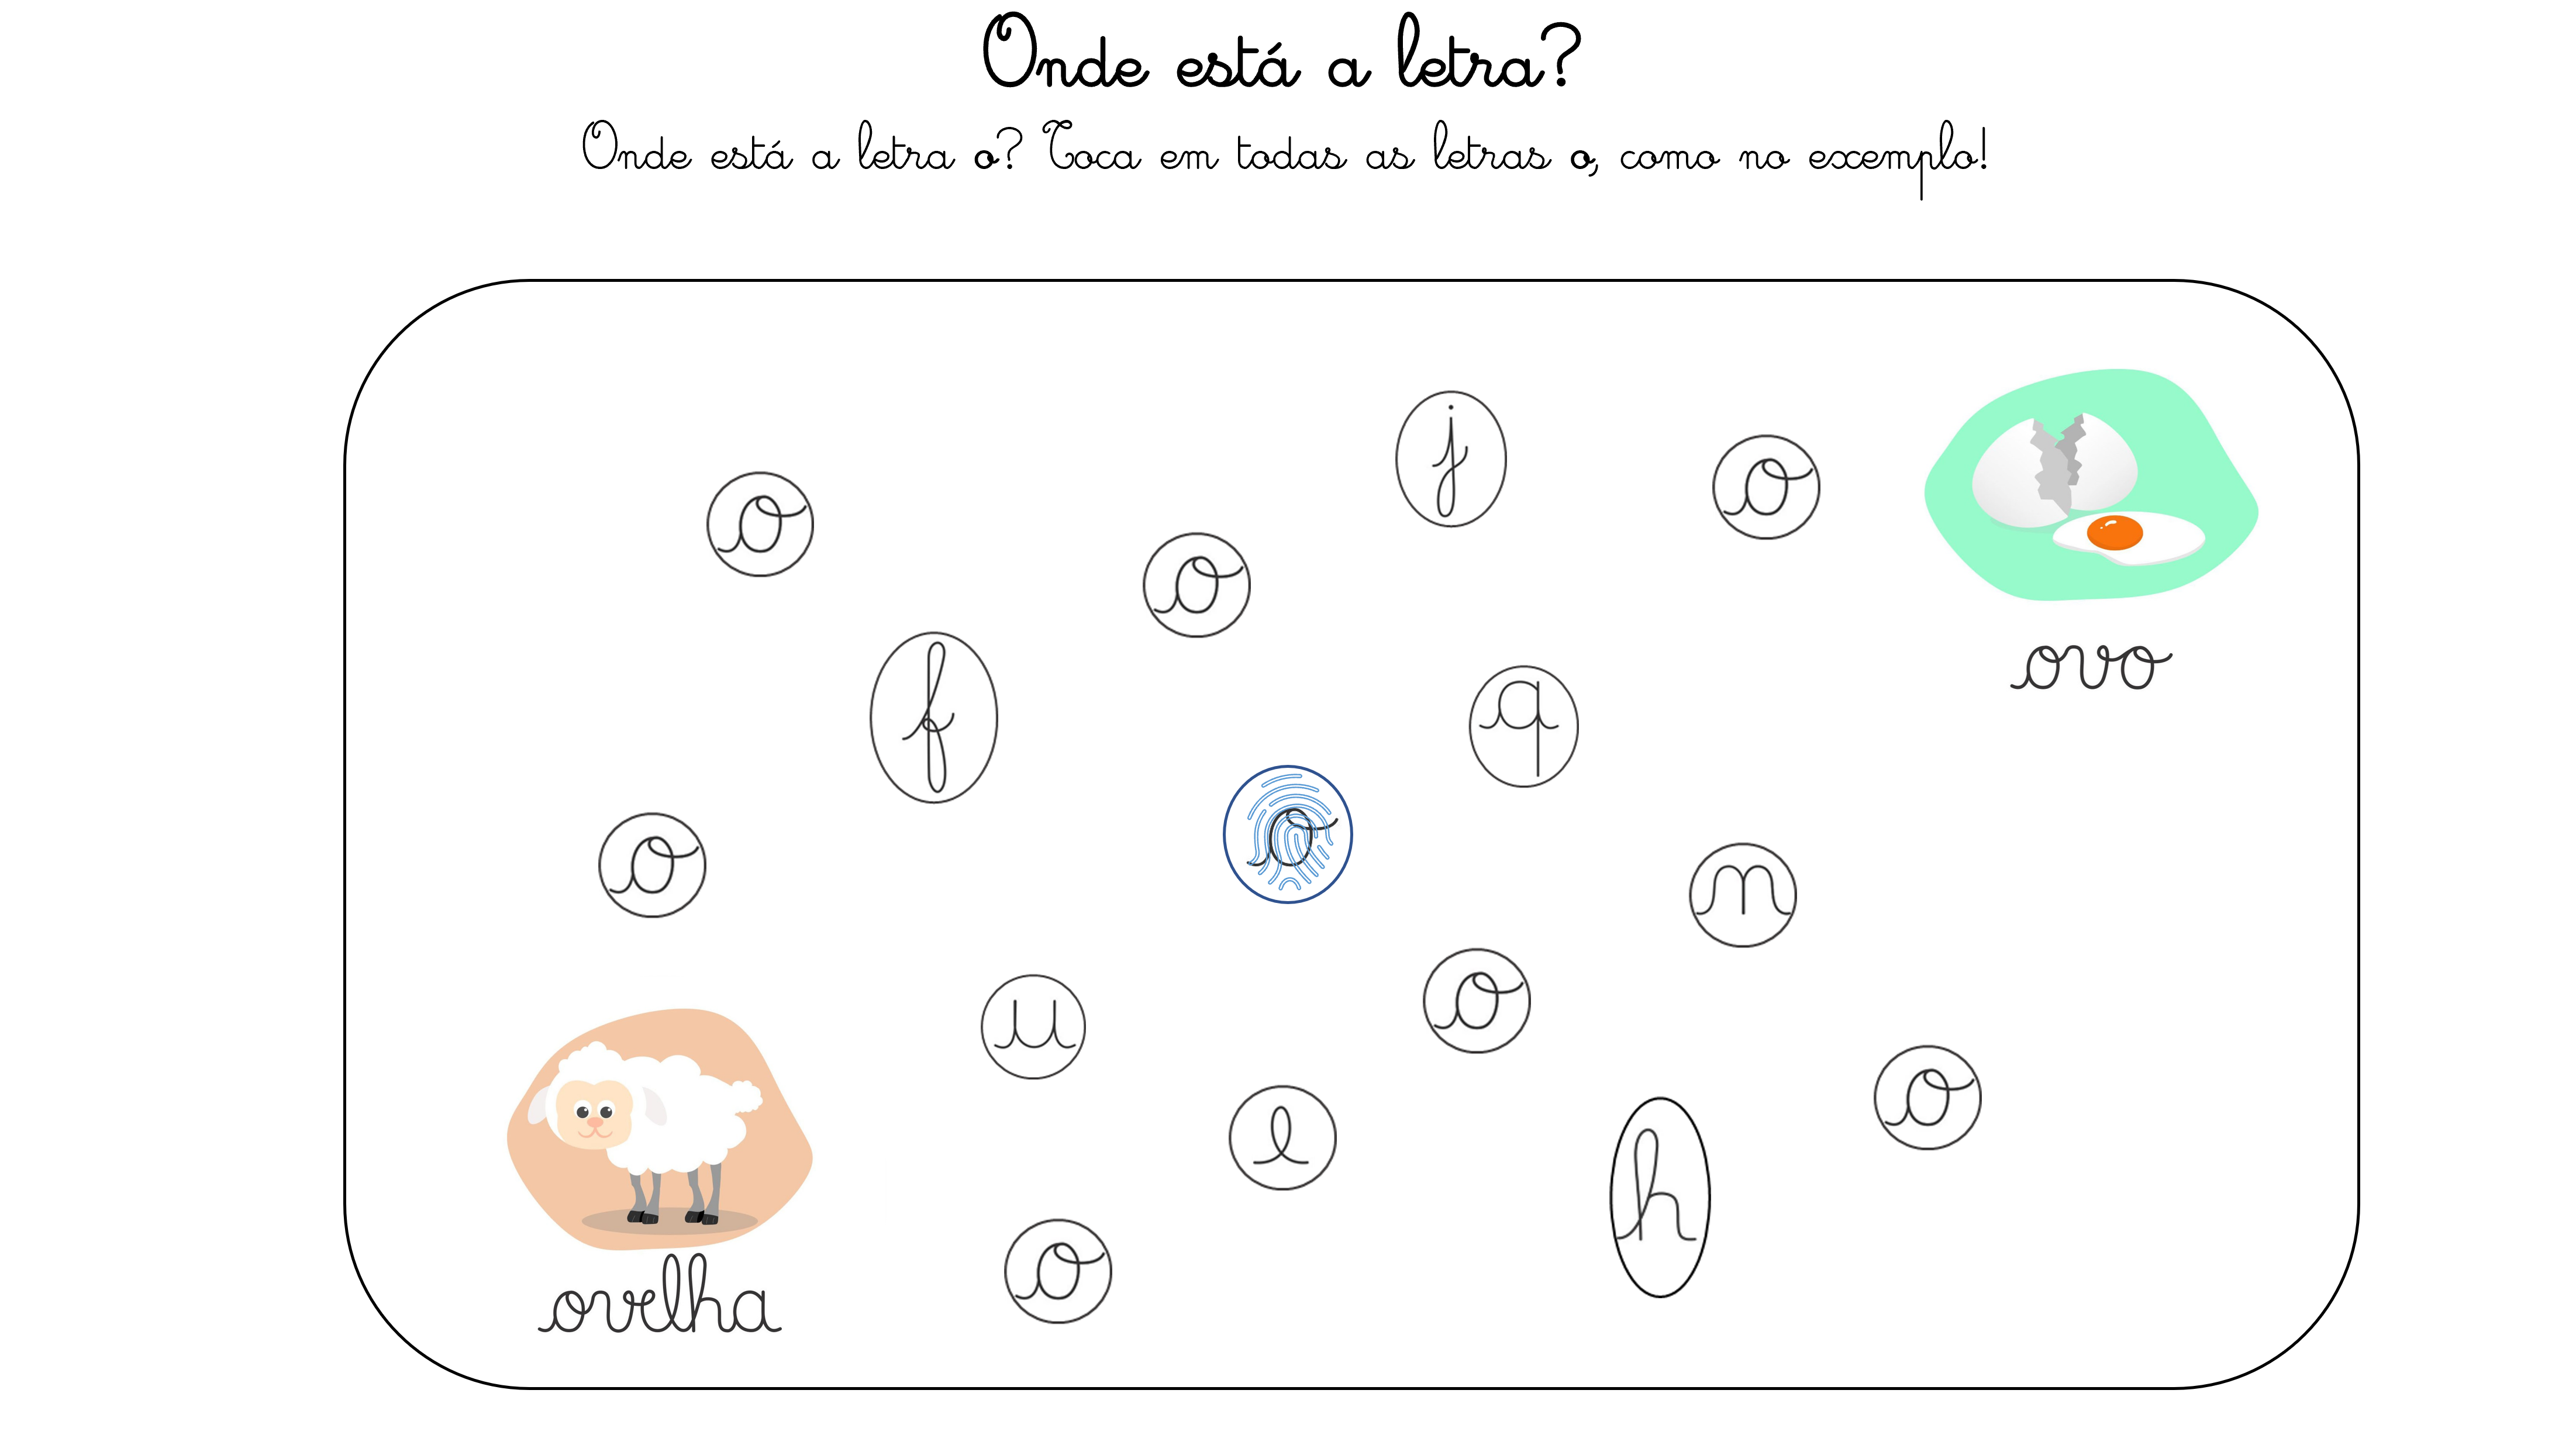 Onde está a letra?
Onde está a letra o? Toca em todas as letras o, como no exemplo!
j
o
o
o
f
q
ovo
o
o
m
o
u
o
e
h
o
ovelha